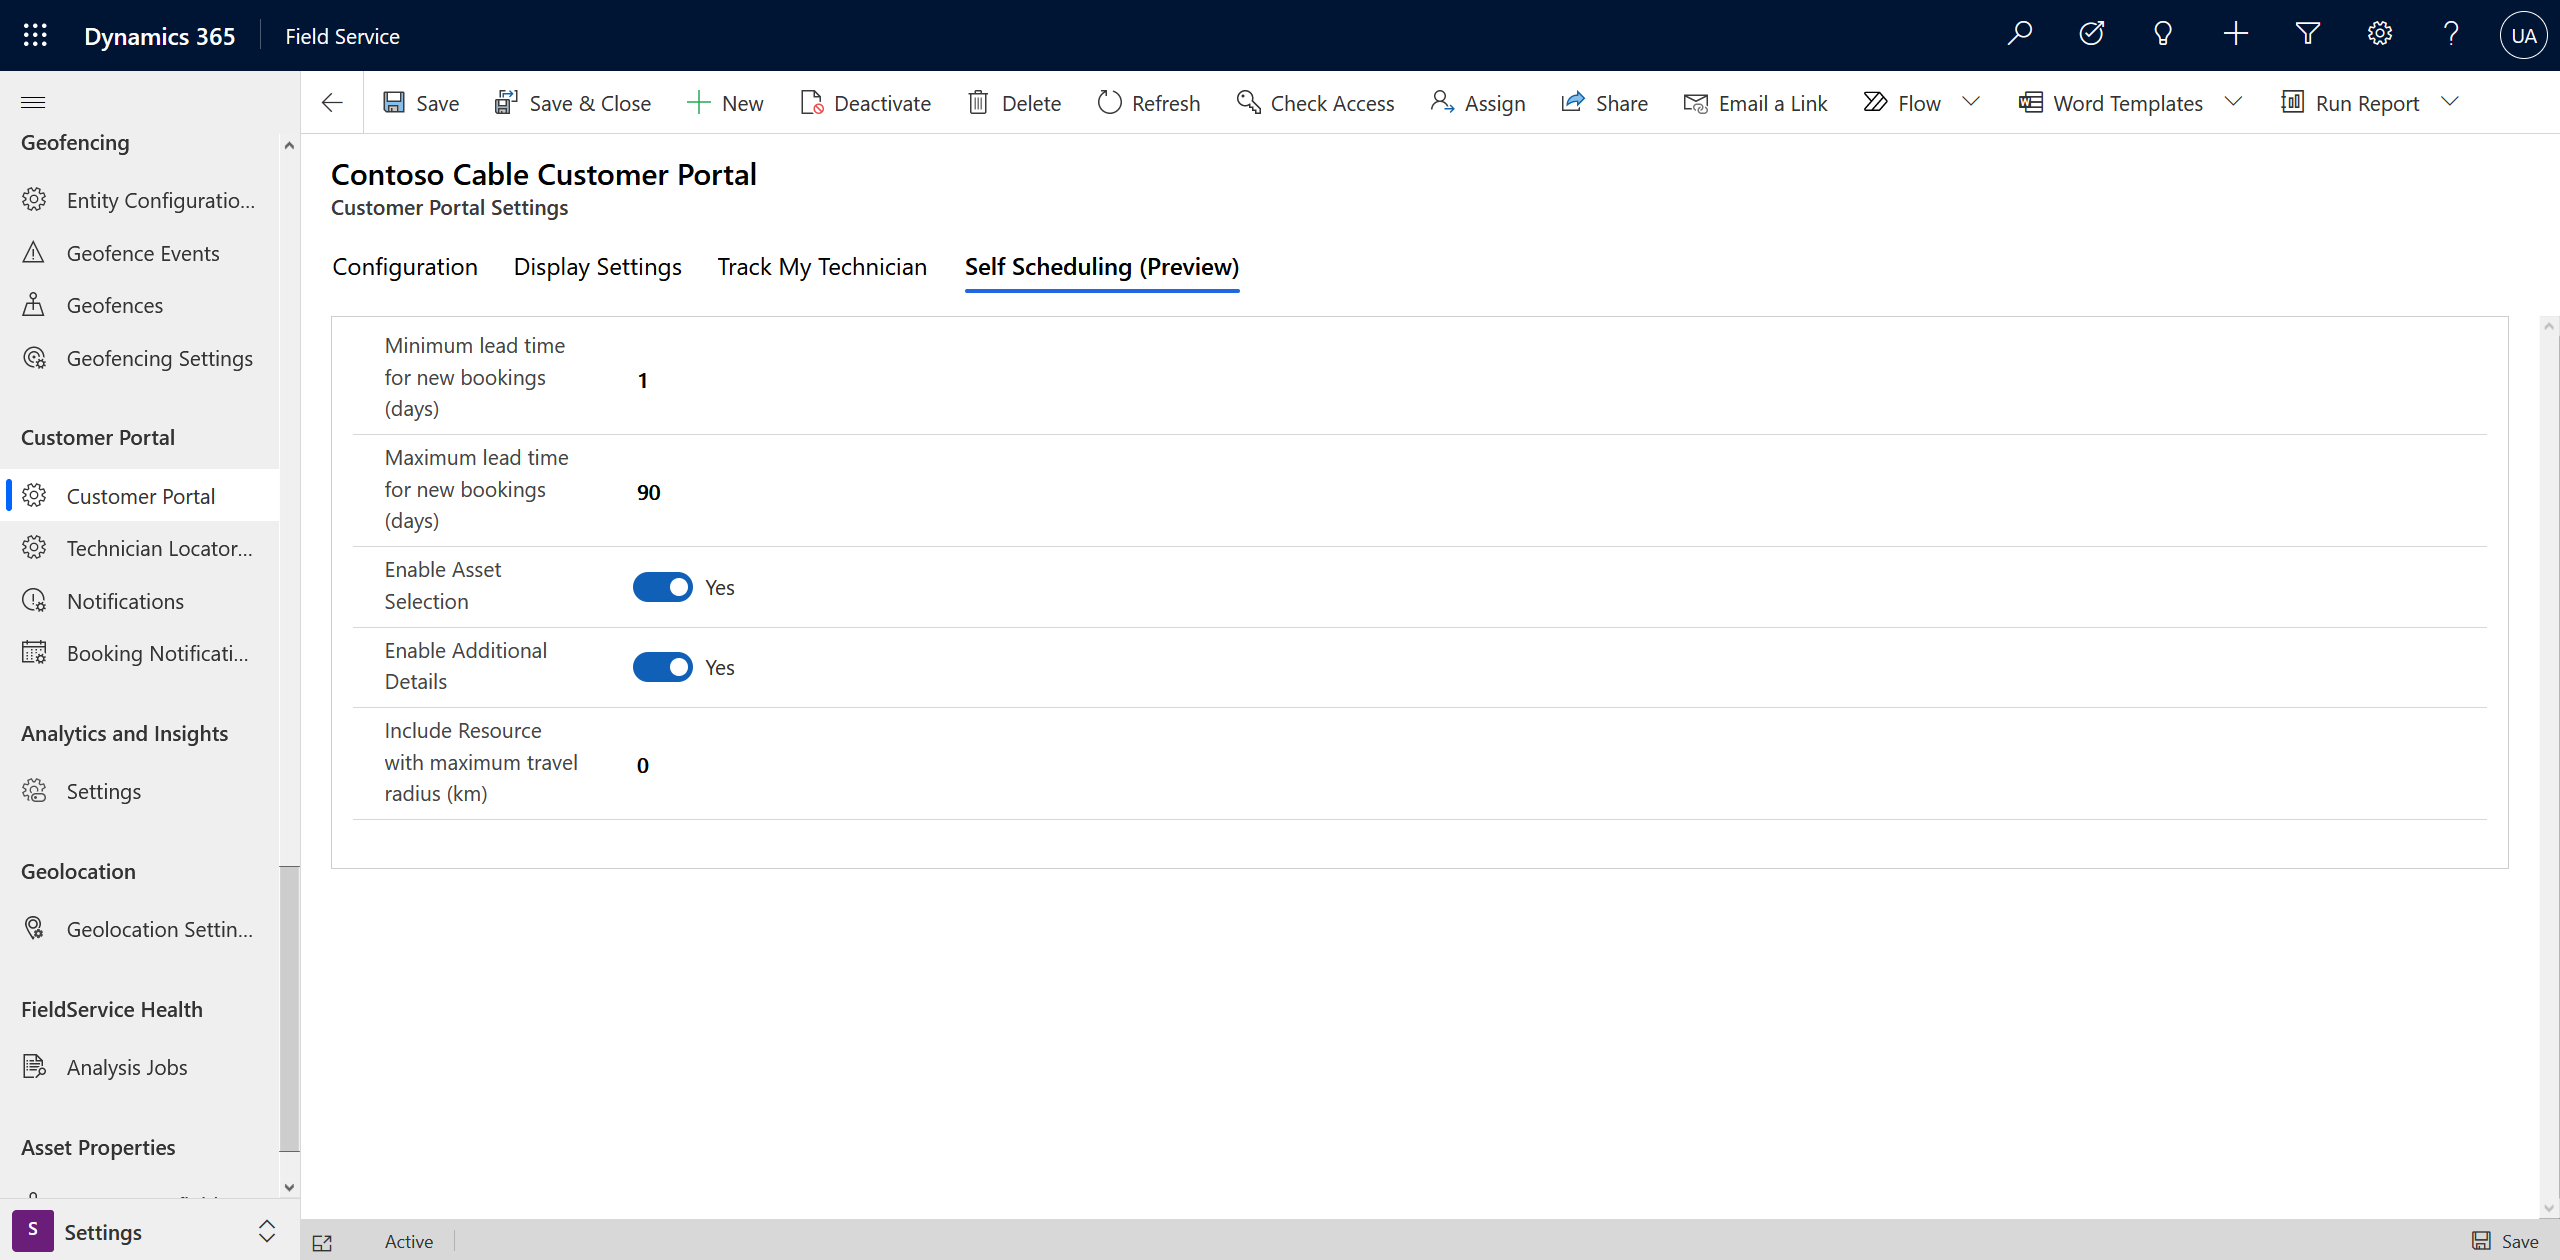 Dynamics 365
Field Service
UA
Save
Save & Close
New
Deactivate
Delete
Refresh
Check Access
Assign
Share
Email a Link
Flow
Word Templates
Run Report
Geofencing
Entity Configuratio...
Geofence Events
Geofences
Geofencing Settings
Customer Portal
Customer Portal
Technician Locator...
Notifications
Booking Notificati...
Analytics and Insights
Settings
Geolocation
Geolocation Settin...
FieldService Health
Analysis Jobs
Asset Properties
S
Settings
Contoso Cable Customer Portal
Customer Portal Settings
Configuration
Display Settings
Track My Technician
Self Scheduling (Preview)
Minimum lead time
for new bookings
(days)
1
Maximum lead time
for new bookings
(days)
90
Enable Asset
Selection
Yes
Enable Additional
Details
Yes
Include Resource
with maximum travel
radius (km)
0
Active
Save